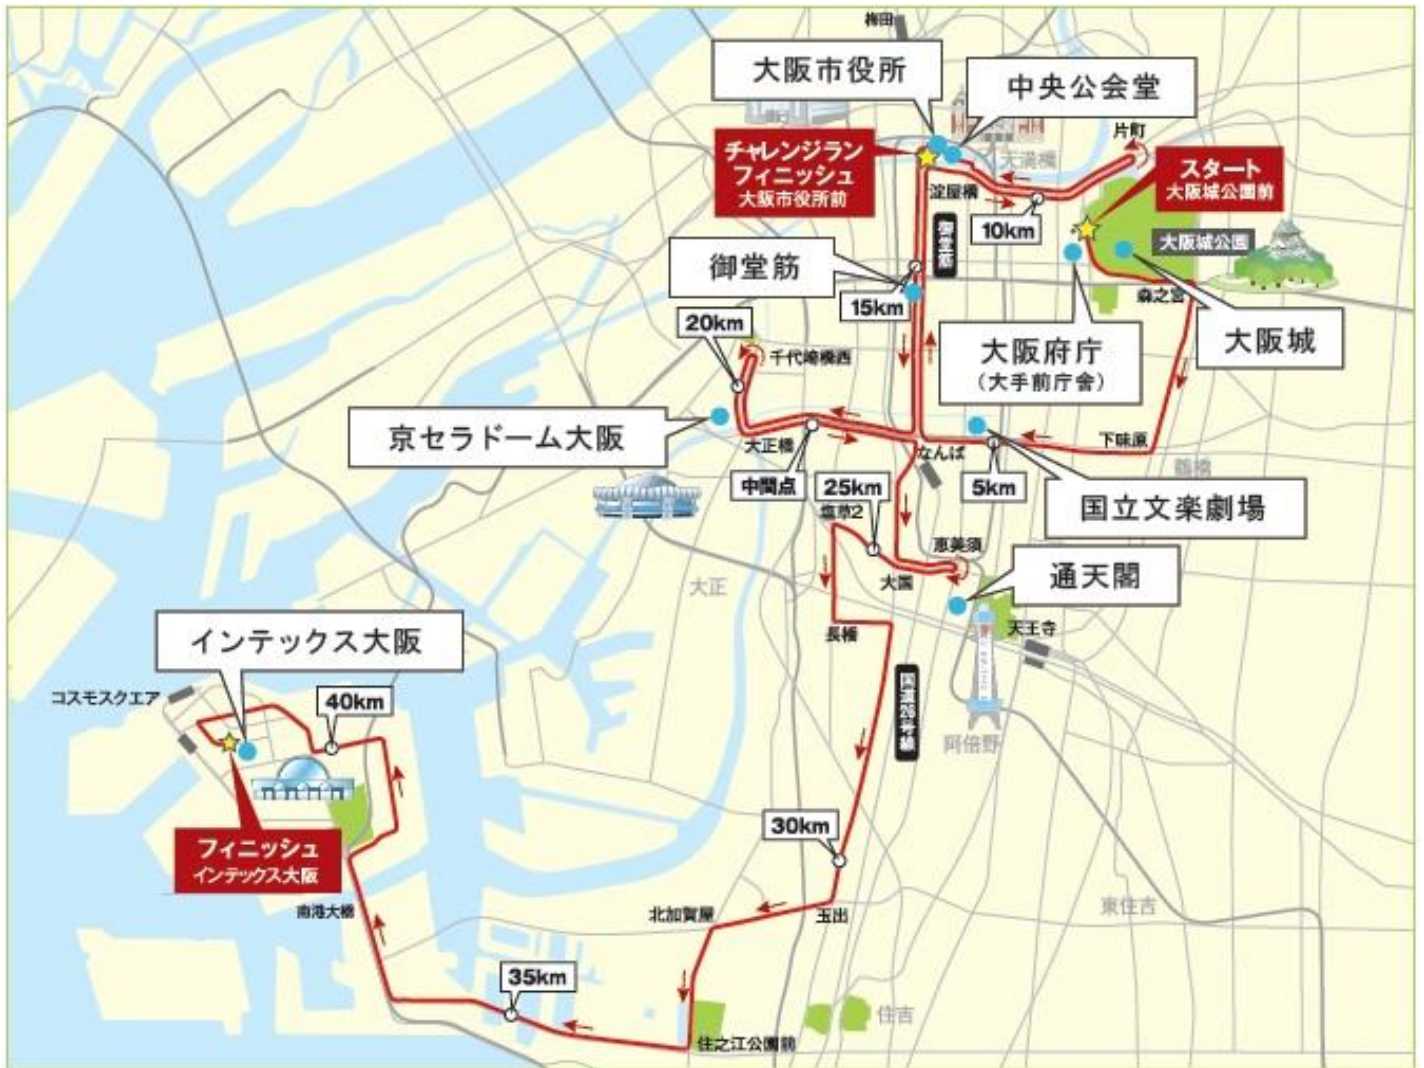 梅田
大阪市役所
中央公会堂
片町
天満橋
チャレンジラン
フィニッシュ
大阪市役所前
スタート
大阪城公園前
淀屋橋
10km
御堂筋
大阪城公園
御堂筋
森之宮
15km
20km
大阪府庁
（大手前庁舎）
大阪城
千代崎橋西
京セラドーム大阪
大正橋
なんば
下味原
鶴橋
中間点
25km
5km
国立文楽劇場
塩草2
恵美須
大国
通天閣
大正
長橋
天王寺
インテックス大阪
国道26号線
コスモスクエア
40km
阿倍野
30km
フィニッシュ
インテックス大阪
南港大橋
北加賀屋
玉出
東住吉
35km
住吉
住之江公園前